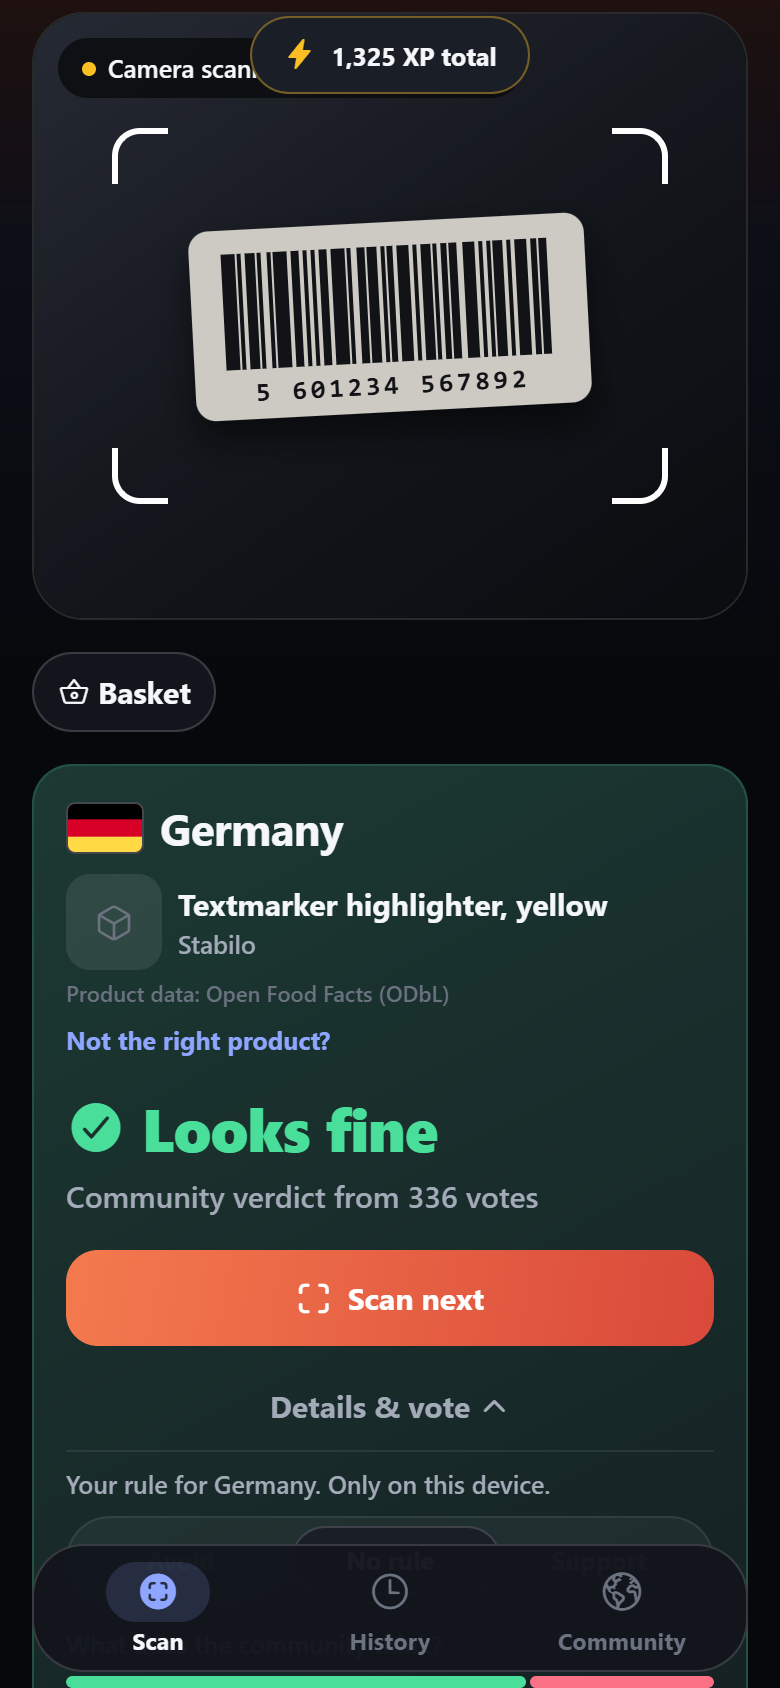 Camera scan
1,325 XP total
5 601234 567892
Basket
Germany
Textmarker highlighter, yellow
Stabilo
Product data: Open Food Facts (ODbL)
Not the right product?
Looks fine
Community verdict from 336 votes
Scan next
Details & vote
Your rule for Germany. Only on this device.
Avoid No rule Support
Scan History Community